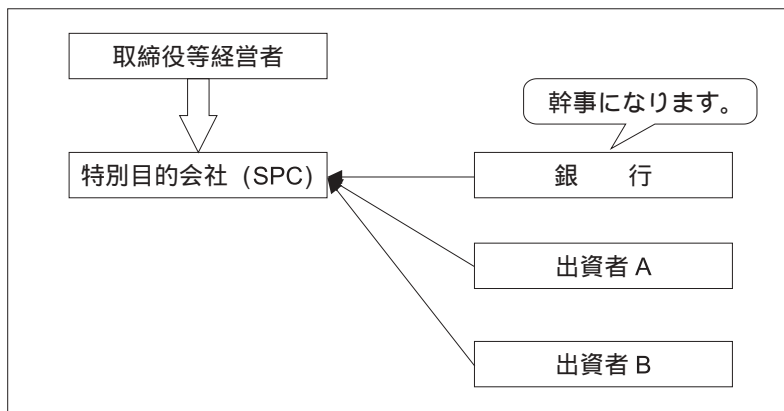 取締役等経営者
幹事になります。
特別目的会社 (SPC)
銀　　行
出資者 A
出資者 B